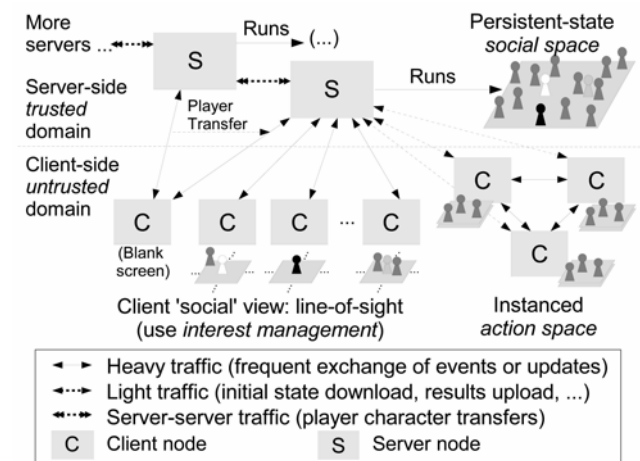 More
servers ...
Runs
(...)
Persistent-state
social space
S
S
Runs
Server-side
trusted
domain
Player
Transfer
Client-side
untrusted
domain
C
C
C
C
C
...
C
C
(Blank
screen)
Client 'social' view: line-of-sight
(use interest management)
Instanced
action space
Heavy traffic (frequent exchange of events or updates)
Light traffic (initial state download, results upload, ...)
Server-server traffic (player character transfers)
C Client node
S Server node